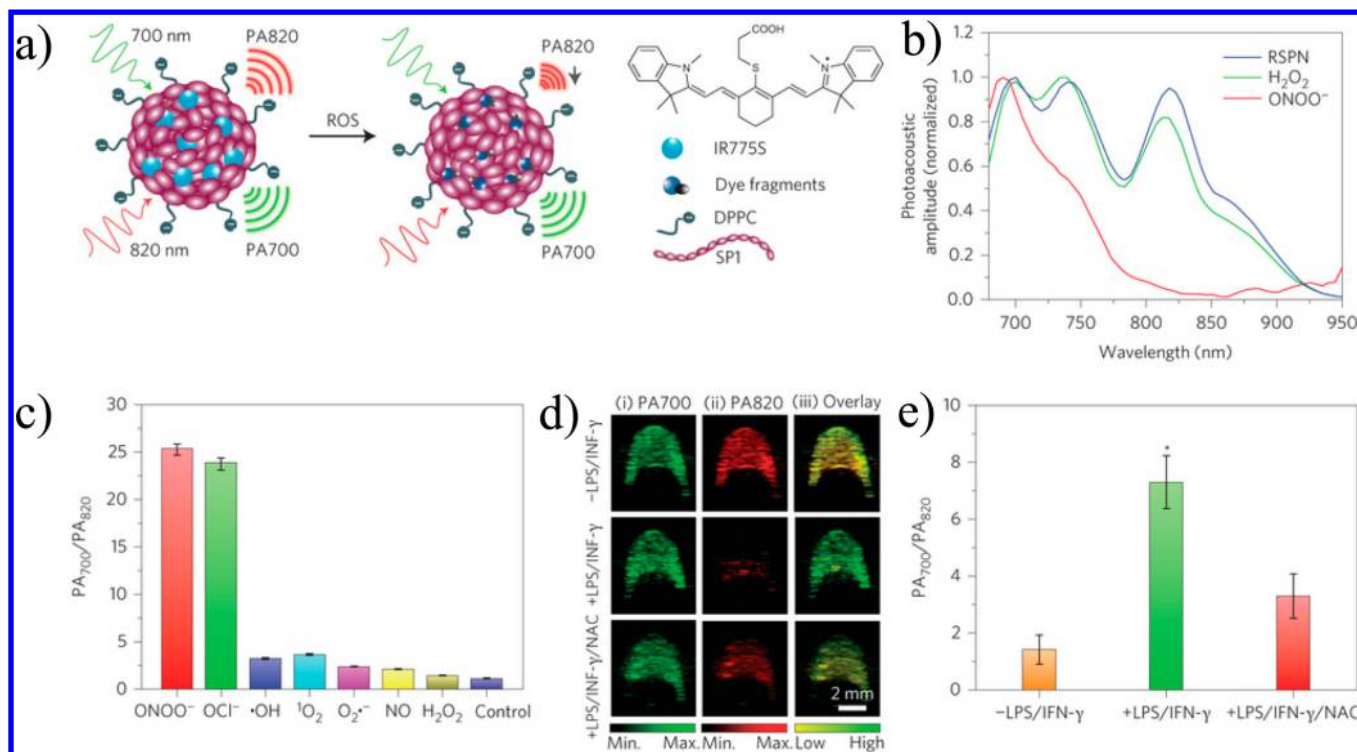 a)
700 nm
PA820
ROS
PA820
820 nm
PA700
PA700
COOH
S
N
N+
IR775S
Dye fragments
DPPC
SP1
b)
1.2
1.0
0.8
0.6
0.4
0.2
0.0
Photoacoustic
amplitude (normalized)
RSPN
H₂O₂
ONOO⁻
700 750 800 850 900 950
Wavelength (nm)
c)
30
25
20
15
10
5
0
PA₇₀₀/PA₈₂₀
ONOO⁻ OCl⁻ •OH ¹O₂ O₂•⁻ NO H₂O₂ Control
d)
(i) PA700 (ii) PA820 (iii) Overlay
−LPS/INF-γ
+LPS/INF-γ
+LPS/INF-γ/NAC
2 mm
Min. Max. Min. Max. Low High
e)
10
8
6
4
2
0
PA₇₀₀/PA₈₂₀
*
−LPS/IFN-γ +LPS/IFN-γ +LPS/IFN-γ/NAC